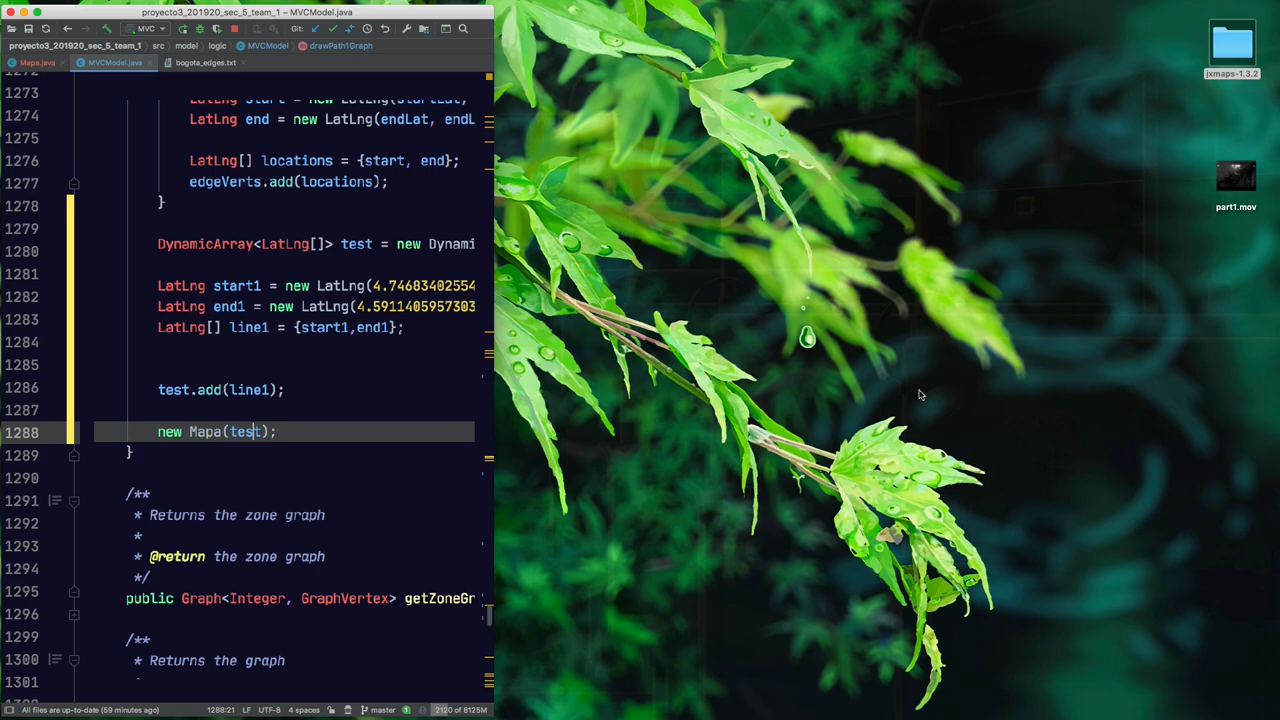 proyecto3_201920_sec_5_team_1 – MVCModel.java
MVC
Git:
proyecto3_201920_sec_5_team_1 src model logic MVCModel drawPath1Graph
Mapa.java MVCModel.java bogota_edges.txt
1273
1274 LatLng end = new LatLng(endLat, endL
1275
1276 LatLng[] locations = {start, end};
1277 edgeVerts.add(locations);
1278 }
1279
1280 DynamicArray<LatLng[]> test = new Dynami
1281
1282 LatLng start1 = new LatLng(4.74683402554
1283 LatLng end1 = new LatLng(4.5911405957303
1284 LatLng[] line1 = {start1,end1};
1285
1286 test.add(line1);
1287
1288 new Mapa(test);
1289 }
1290
1291 /**
1292 * Returns the zone graph
1293 *
1294 * @return the zone graph
1295 */
1296 public Graph<Integer, GraphVertex> getZoneGr
1299 /**
1300 * Returns the graph
1301
All files are up-to-date (59 minutes ago) 1288:21 LF UTF-8 4 spaces master 1 2120 of 8125M
jxmaps-1.3.2
part1.mov